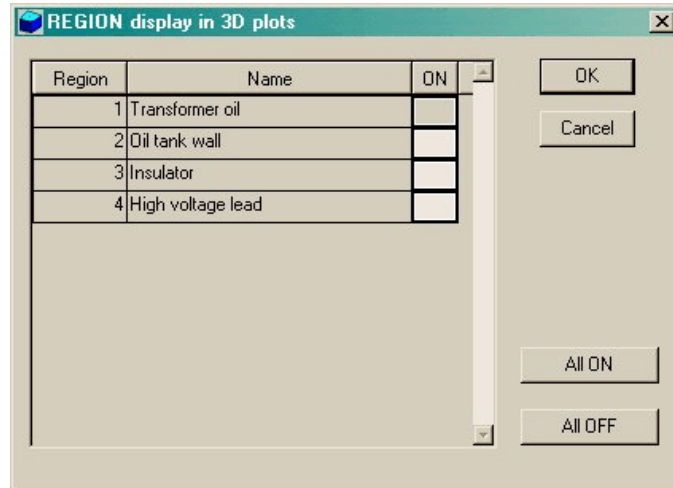 REGION display in 3D plots
Region Name ON
1 Transformer oil
2 Oil tank wall
3 Insulator
4 High voltage lead
OK
Cancel
All ON
All OFF